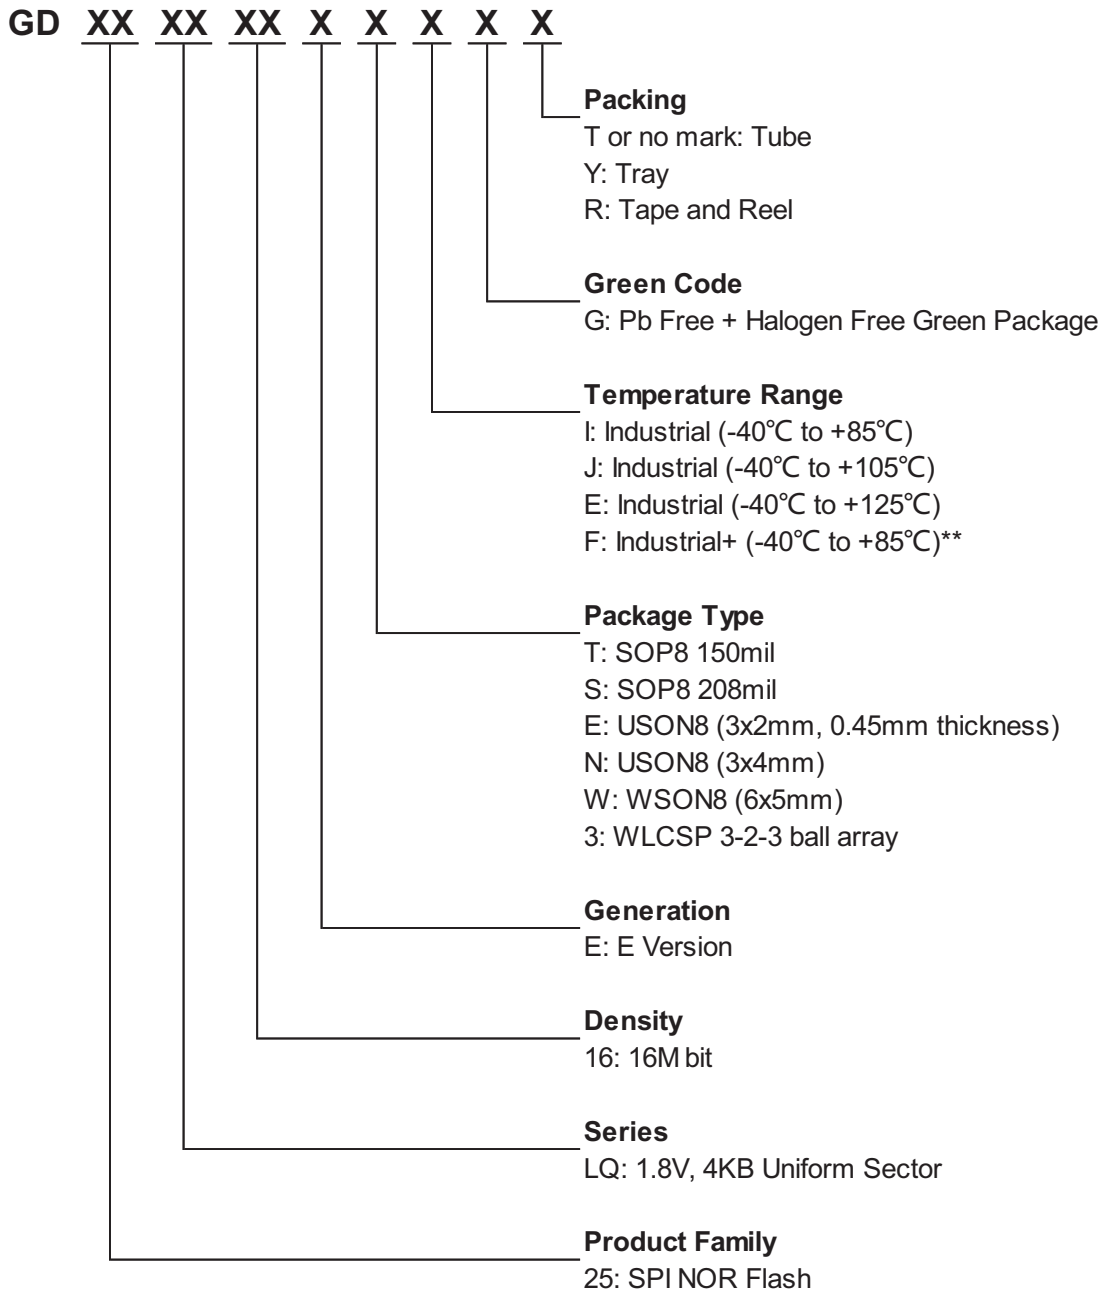 GD XX XX XX X X X X X
Packing
T or no mark: Tube
Y: Tray
R: Tape and Reel
Green Code
G: Pb Free + Halogen Free Green Package
Temperature Range
I: Industrial (-40℃ to +85℃)
J: Industrial (-40℃ to +105℃)
E: Industrial (-40℃ to +125℃)
F: Industrial+ (-40℃ to +85℃)**
Package Type
T: SOP8 150mil
S: SOP8 208mil
E: USON8 (3x2mm, 0.45mm thickness)
N: USON8 (3x4mm)
W: WSON8 (6x5mm)
3: WLCSP 3-2-3 ball array
Generation
E: E Version
Density
16: 16M bit
Series
LQ: 1.8V, 4KB Uniform Sector
Product Family
25: SPI NOR Flash